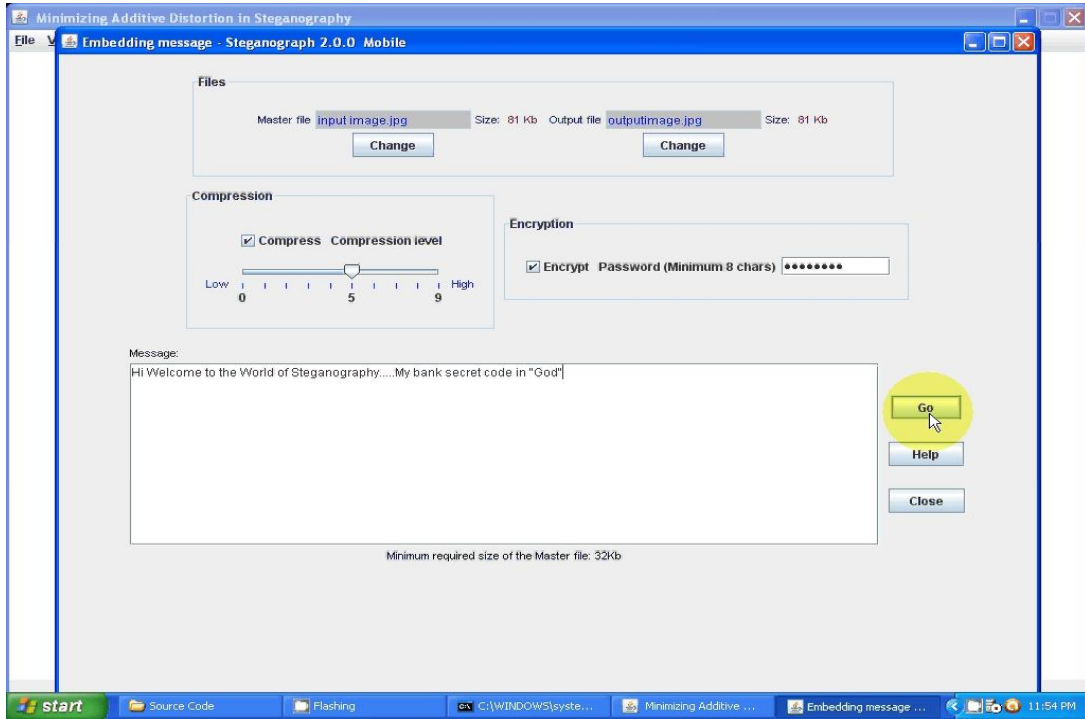 Minimizing Additive Distortion in Steganography
File
Embedding message - Steganograph 2.0.0 Mobile
Files
Master file input image.jpg Size: 81 Kb Output file outputimage.jpg Size: 81 Kb
Change Change
Compression
Compress Compression level
Low High
0 5 9
Encryption
Encrypt Password (Minimum 8 chars) ••••••••
Message:
Hi Welcome to the World of Steganography.....My bank secret code in "God"
Go
Help
Close
Minimum required size of the Master file: 32Kb
start Source Code Flashing C:\WINDOWS\syste... Minimizing Additive ... Embedding message ... 11:54 PM